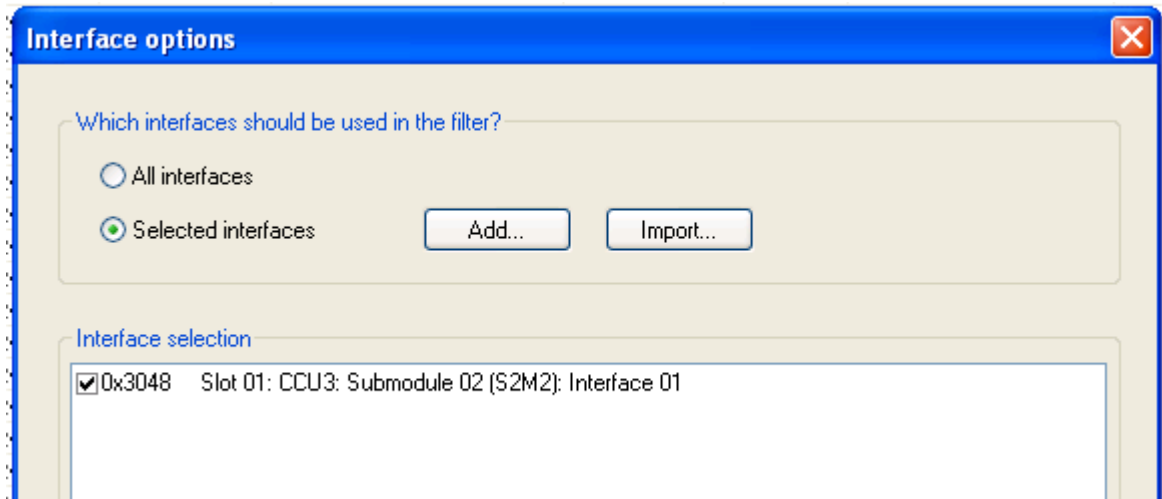 Interface options
Which interfaces should be used in the filter?
All interfaces
Selected interfaces Add... Import...
Interface selection
0x3048 Slot 01: CCU3: Submodule 02 (S2M2): Interface 01